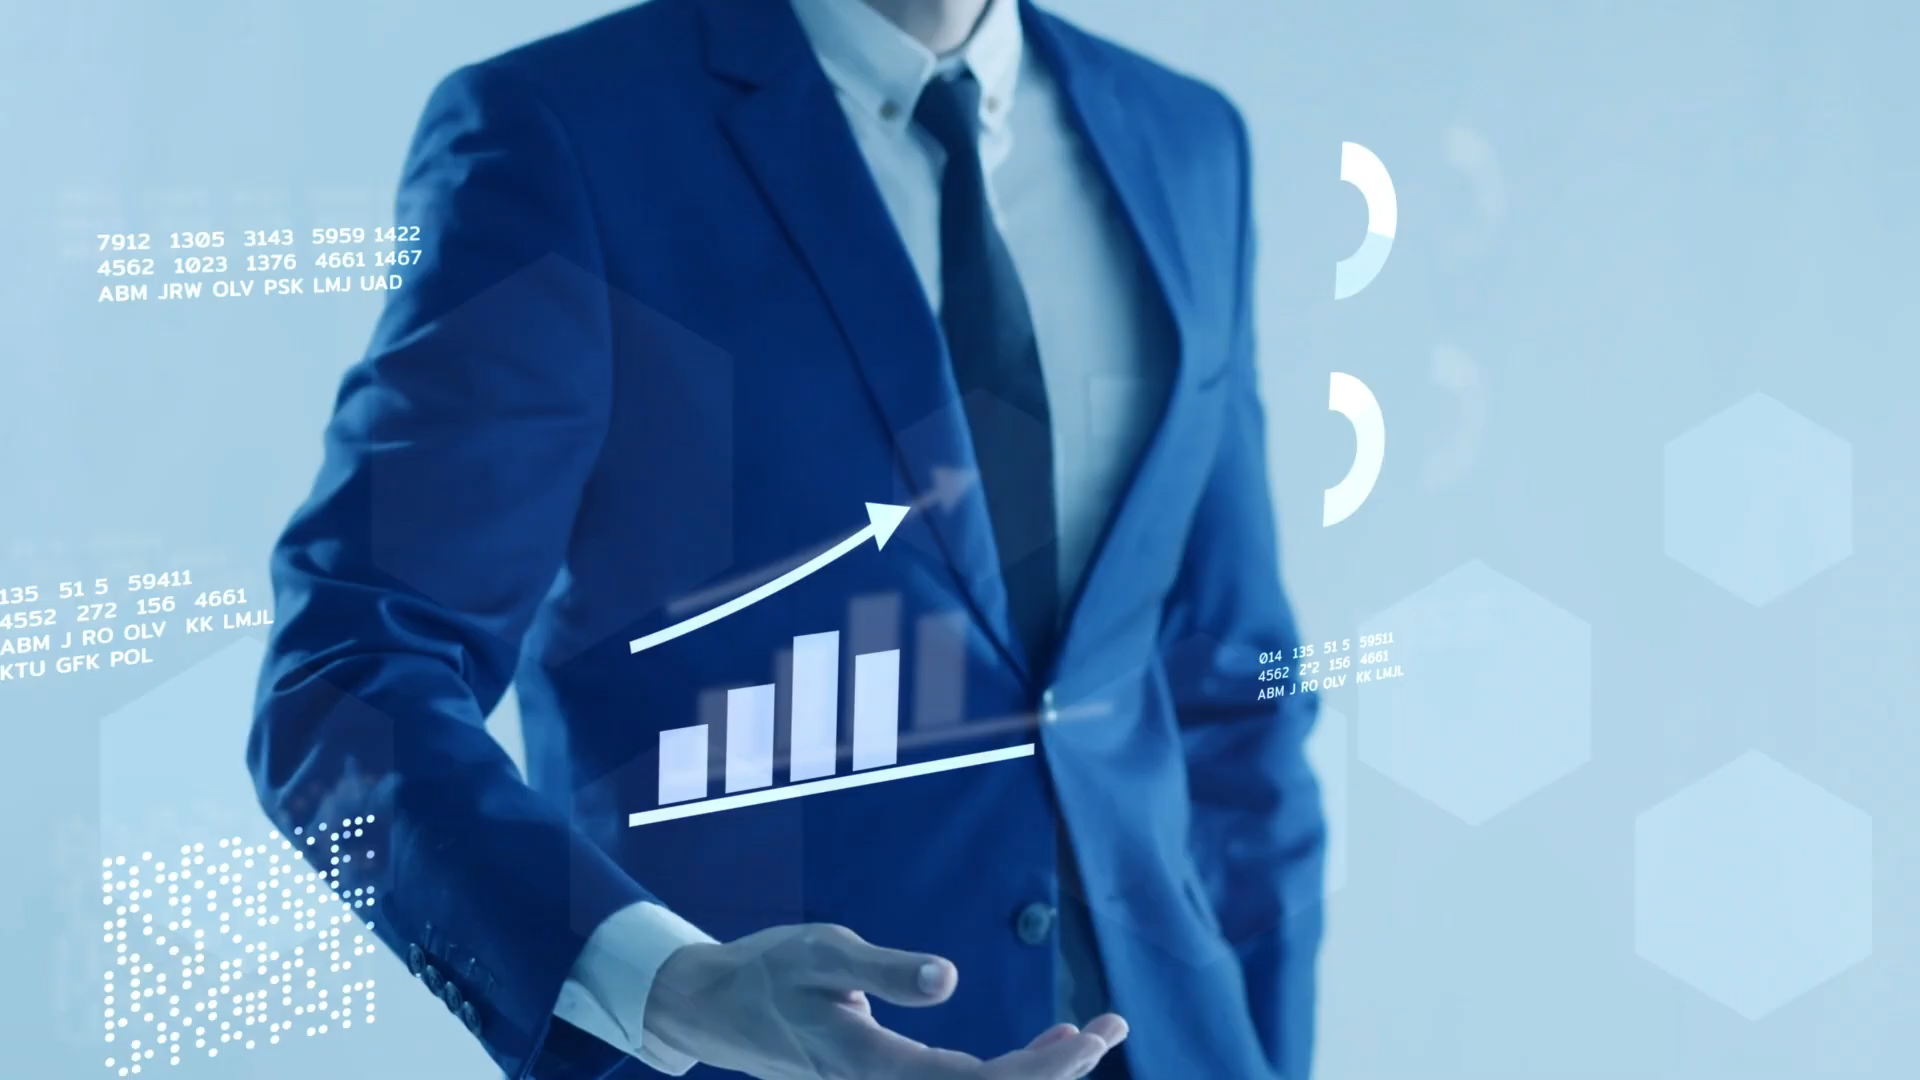 7912 1305 3143 5959 1422
4562 1023 1376 4661 1467
ABM JRW OLV PSK LMJ UAD
135 51 5 59411
4552 272 156 4661
ABM J RO OLV KK LMJL
KTU GFK POL
014 135 51 5 59511
4562 2*2 156 4661
ABM J RO OLV KK LMJL